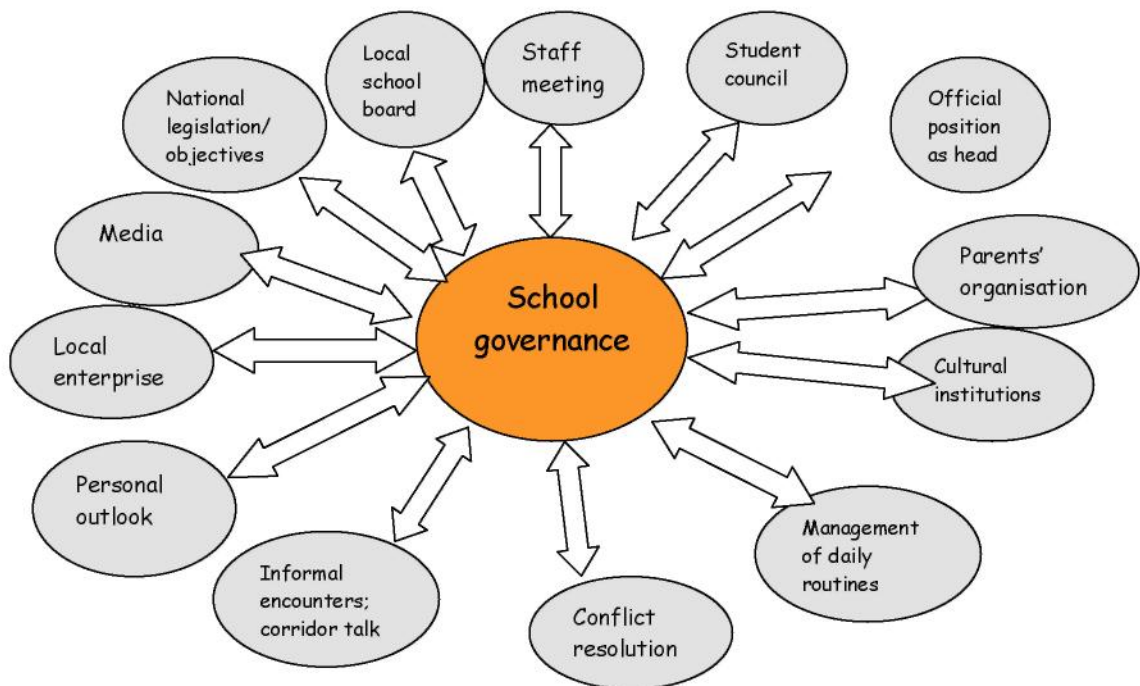 Local
school
board
Staff
meeting
Student
council
National
legislation/
objectives
Official
position
as head
Media
Parents'
organisation
School
governance
Local
enterprise
Cultural
institutions
Personal
outlook
Management
of daily
routines
Informal
encounters;
corridor talk
Conflict
resolution